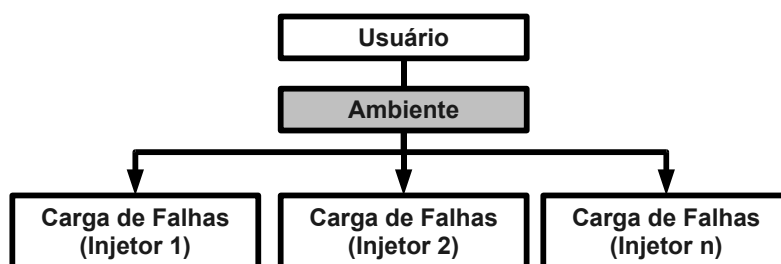 Usuário
Ambiente
Carga de Falhas
(Injetor 1)
Carga de Falhas
(Injetor 2)
Carga de Falhas
(Injetor n)